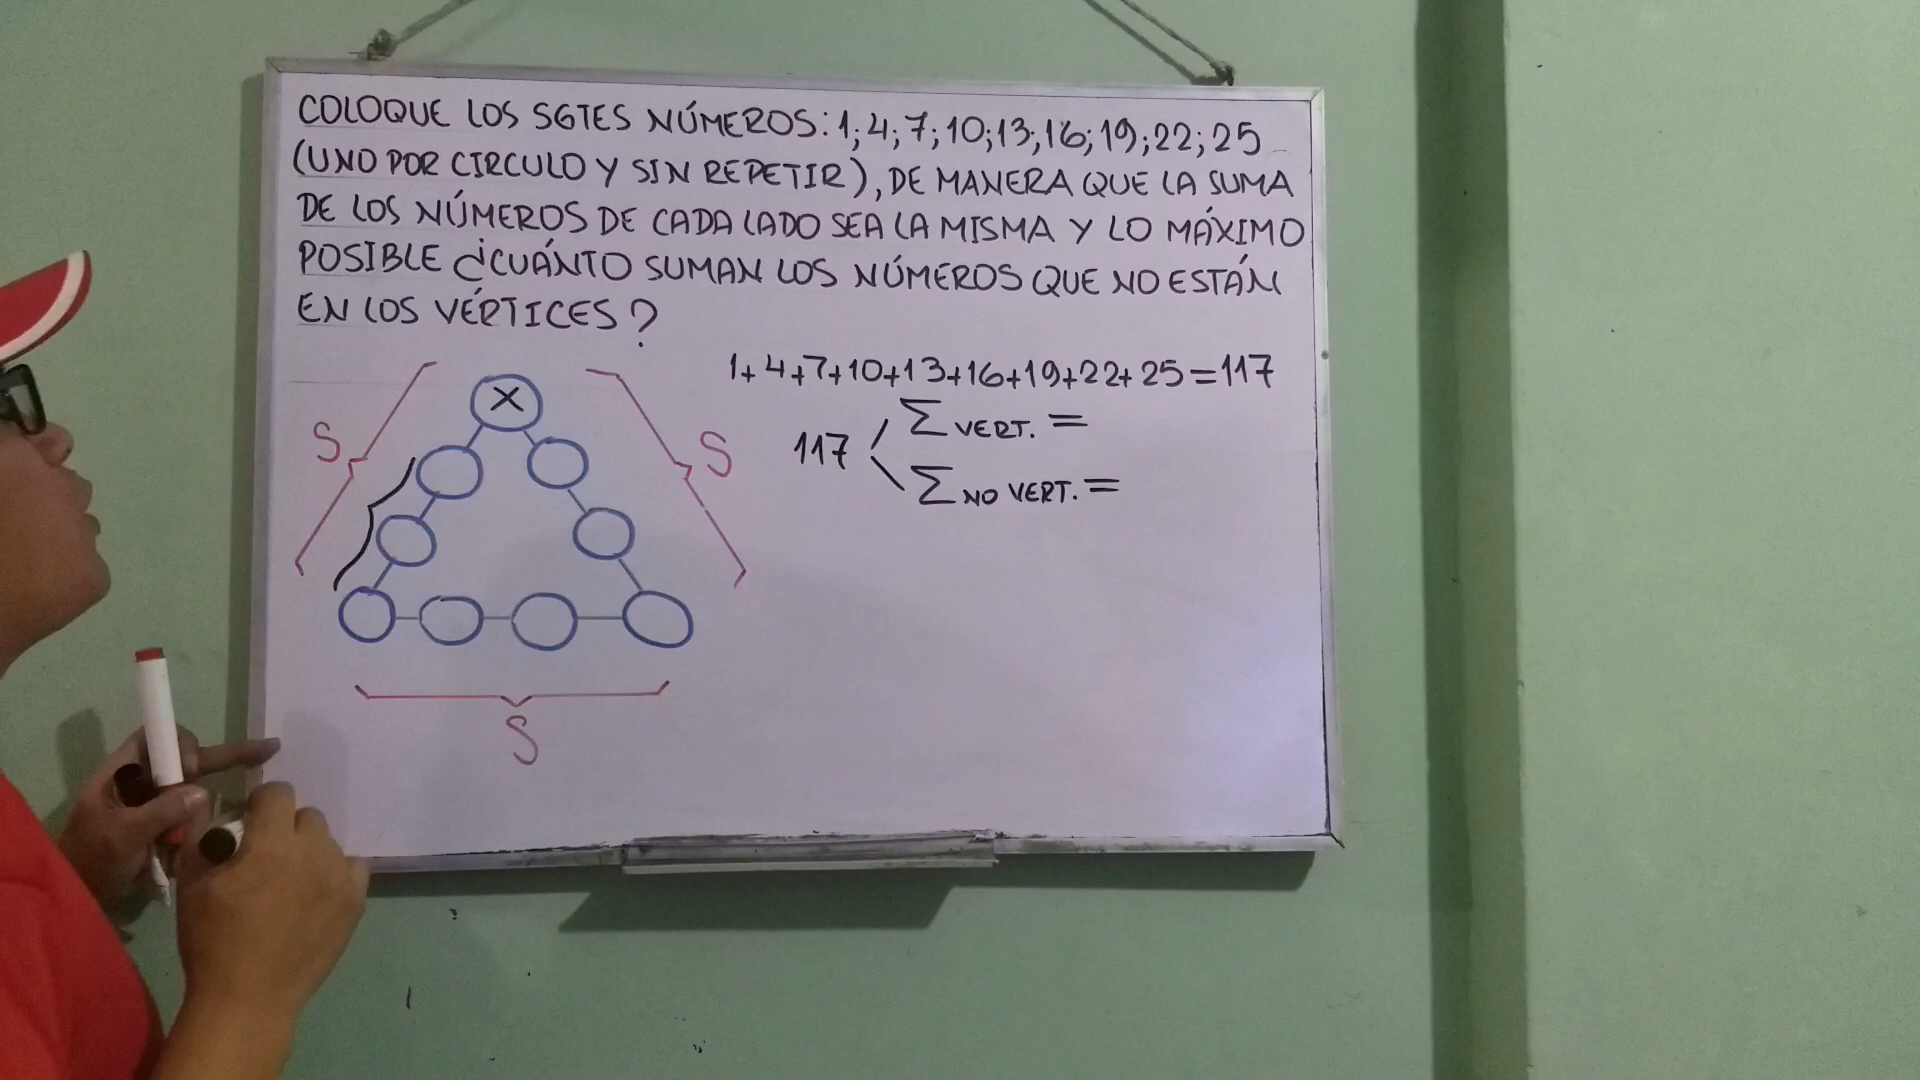 COLOQUE LOS SGTES NÚMEROS: 1; 4; 7; 10; 13; 16; 19; 22; 25
(UNO POR CIRCULO Y SIN REPETIR), DE MANERA QUE LA SUMA
DE LOS NÚMEROS DE CADA LADO SEA LA MISMA Y LO MÁXIMO
POSIBLE ¿CUÁNTO SUMAN LOS NÚMEROS QUE NO ESTÁN
EN LOS VÉRTICES?
1+4+7+10+13+16+19+22+25=117
X
S
S
117
Σ VERT. =
Σ NO VERT. =
S